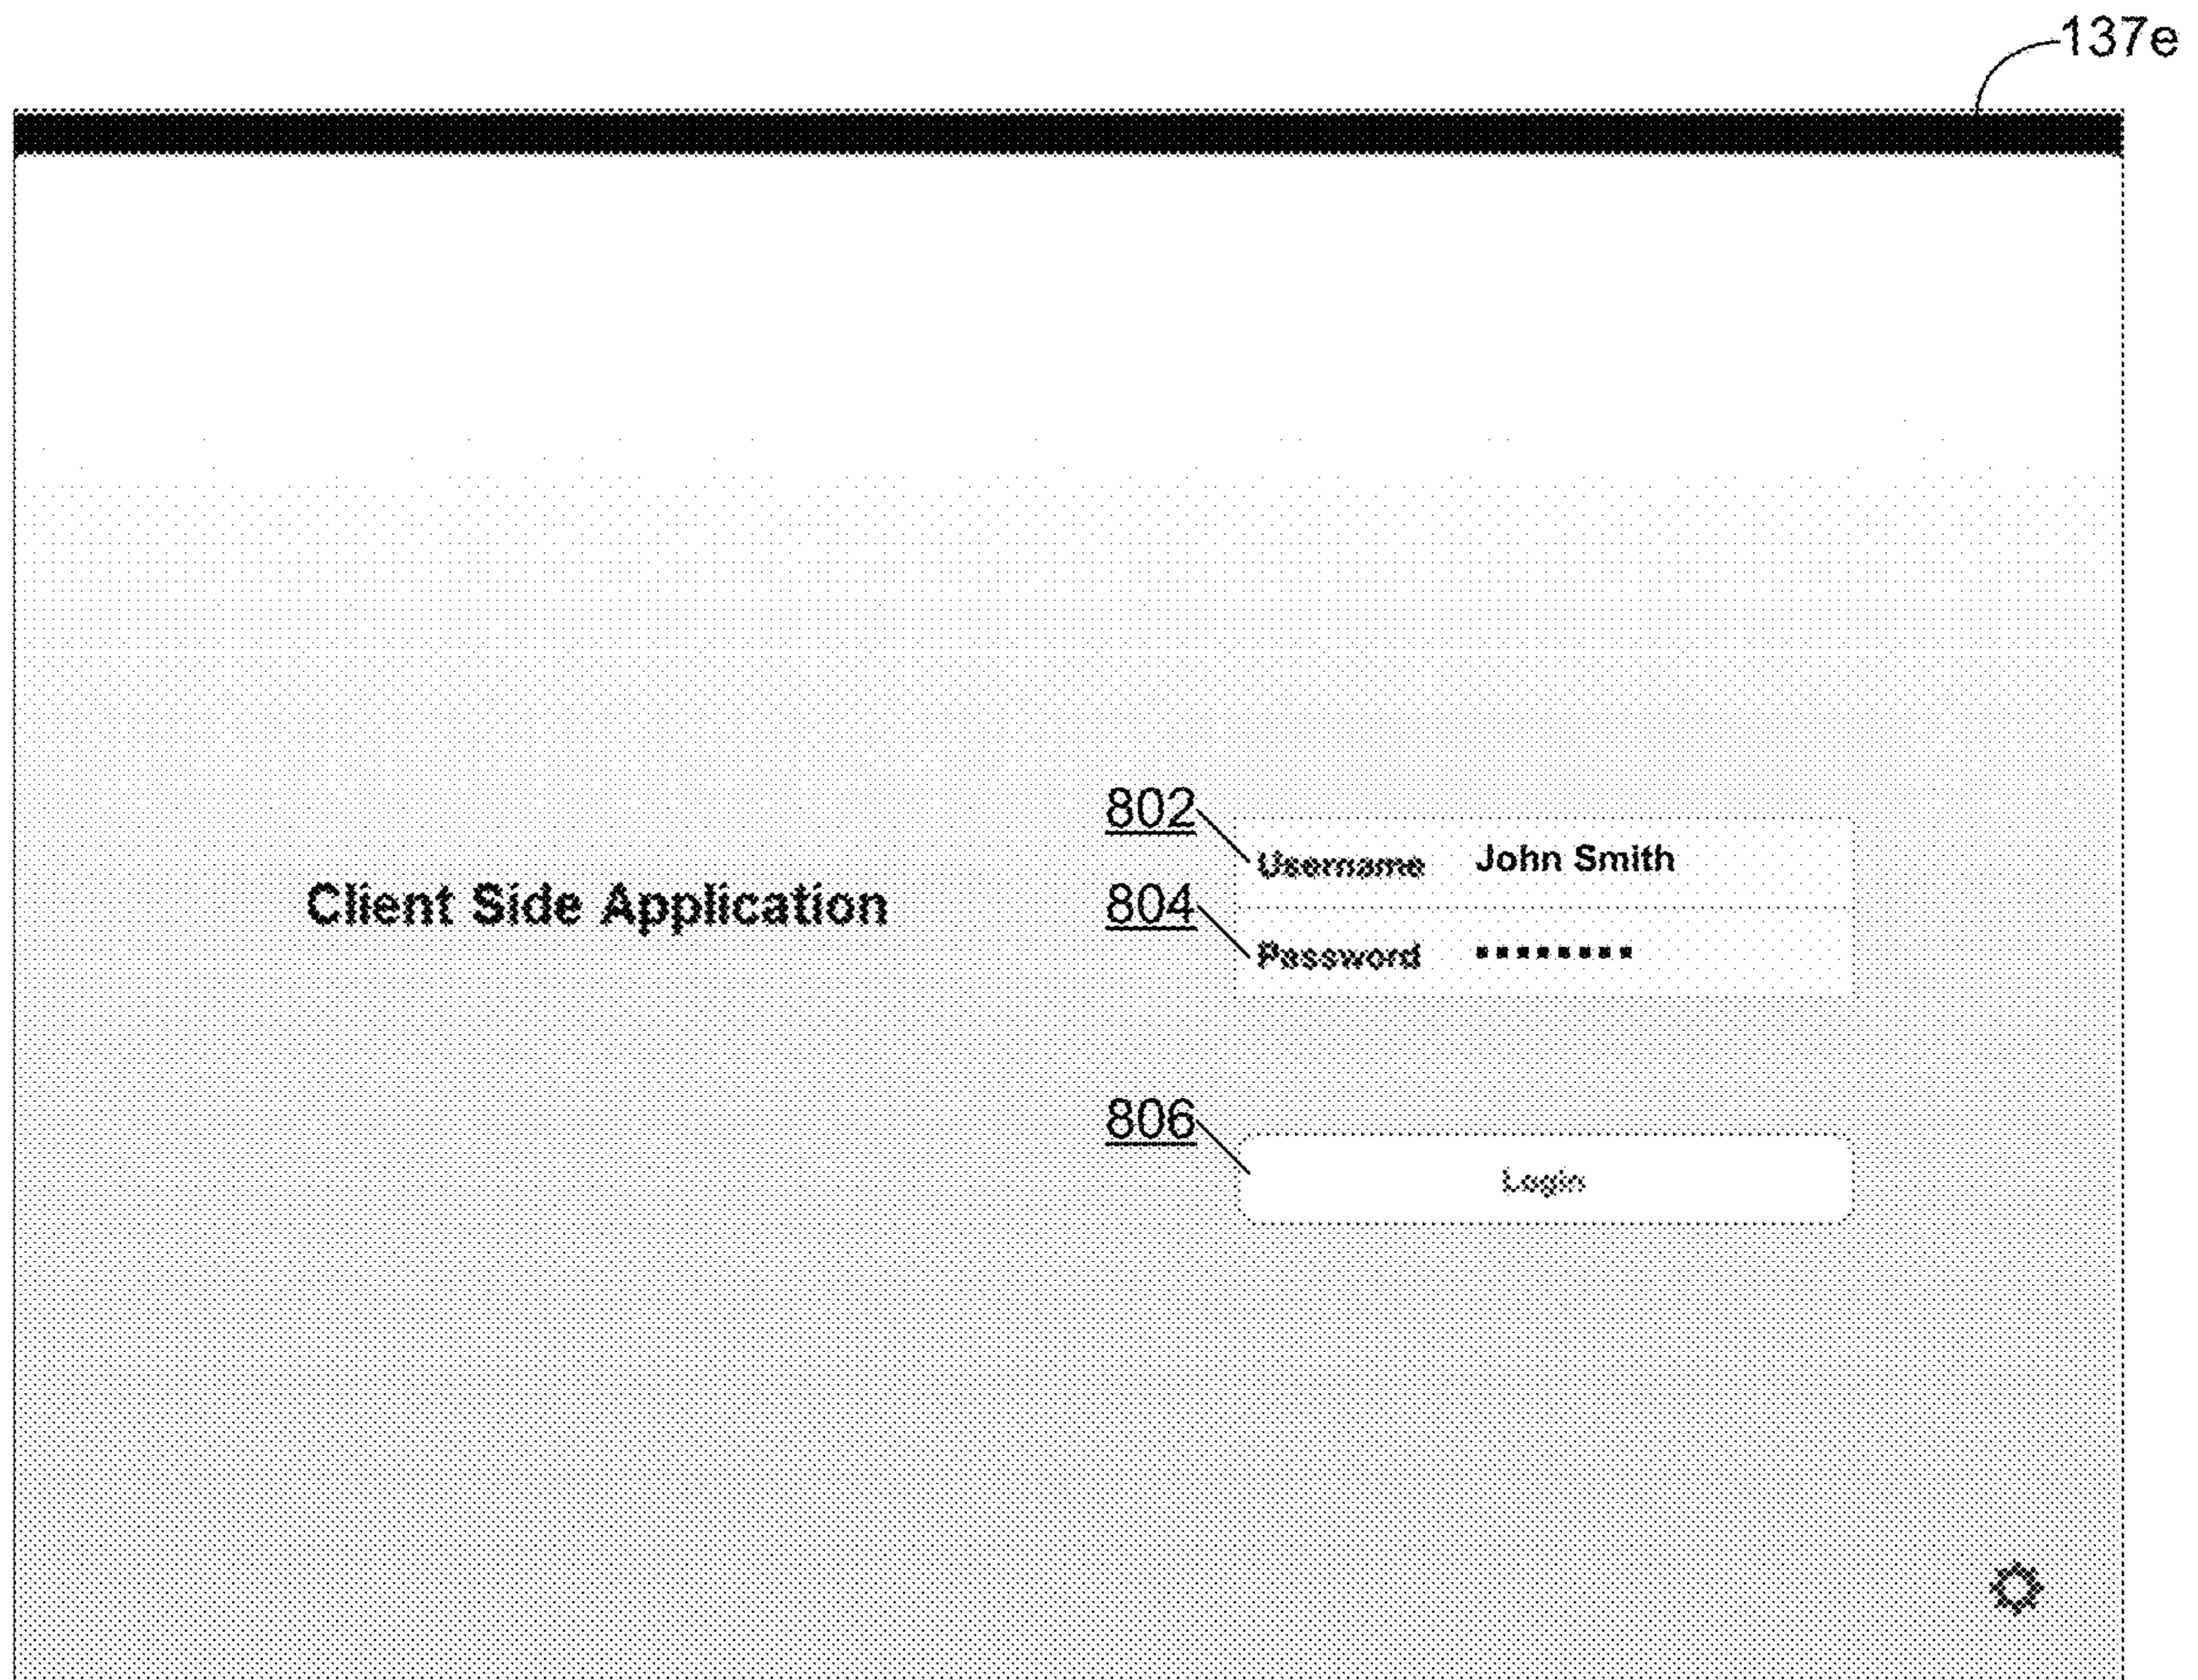 137e
802
Username John Smith
Client Side Application
804
Password ▪▪▪▪▪▪▪▪
806
Login